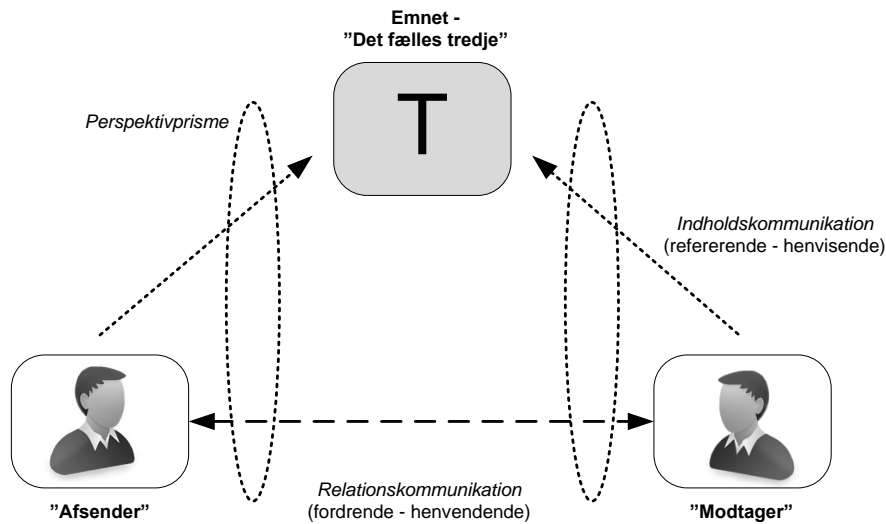 Emnet -
”Det fælles tredje”
T
Perspektivprisme
Indholdskommunikation
(refererende - henvisende)
Relationskommunikation
(fordrende - henvendende)
”Afsender”
”Modtager”